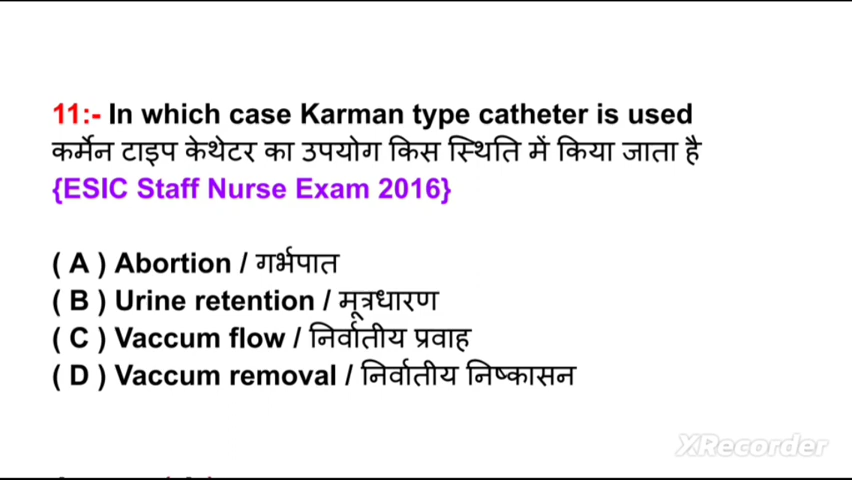 11:- In which case Karman type catheter is used
कर्मेन टाइप केथेटर का उपयोग किस स्थिति में किया जाता है
{ESIC Staff Nurse Exam 2016}
( A ) Abortion / गर्भपात
( B ) Urine retention / मूत्रधारण
( C ) Vaccum flow / निर्वातीय प्रवाह
( D ) Vaccum removal / निर्वातीय निष्कासन
XRecorder